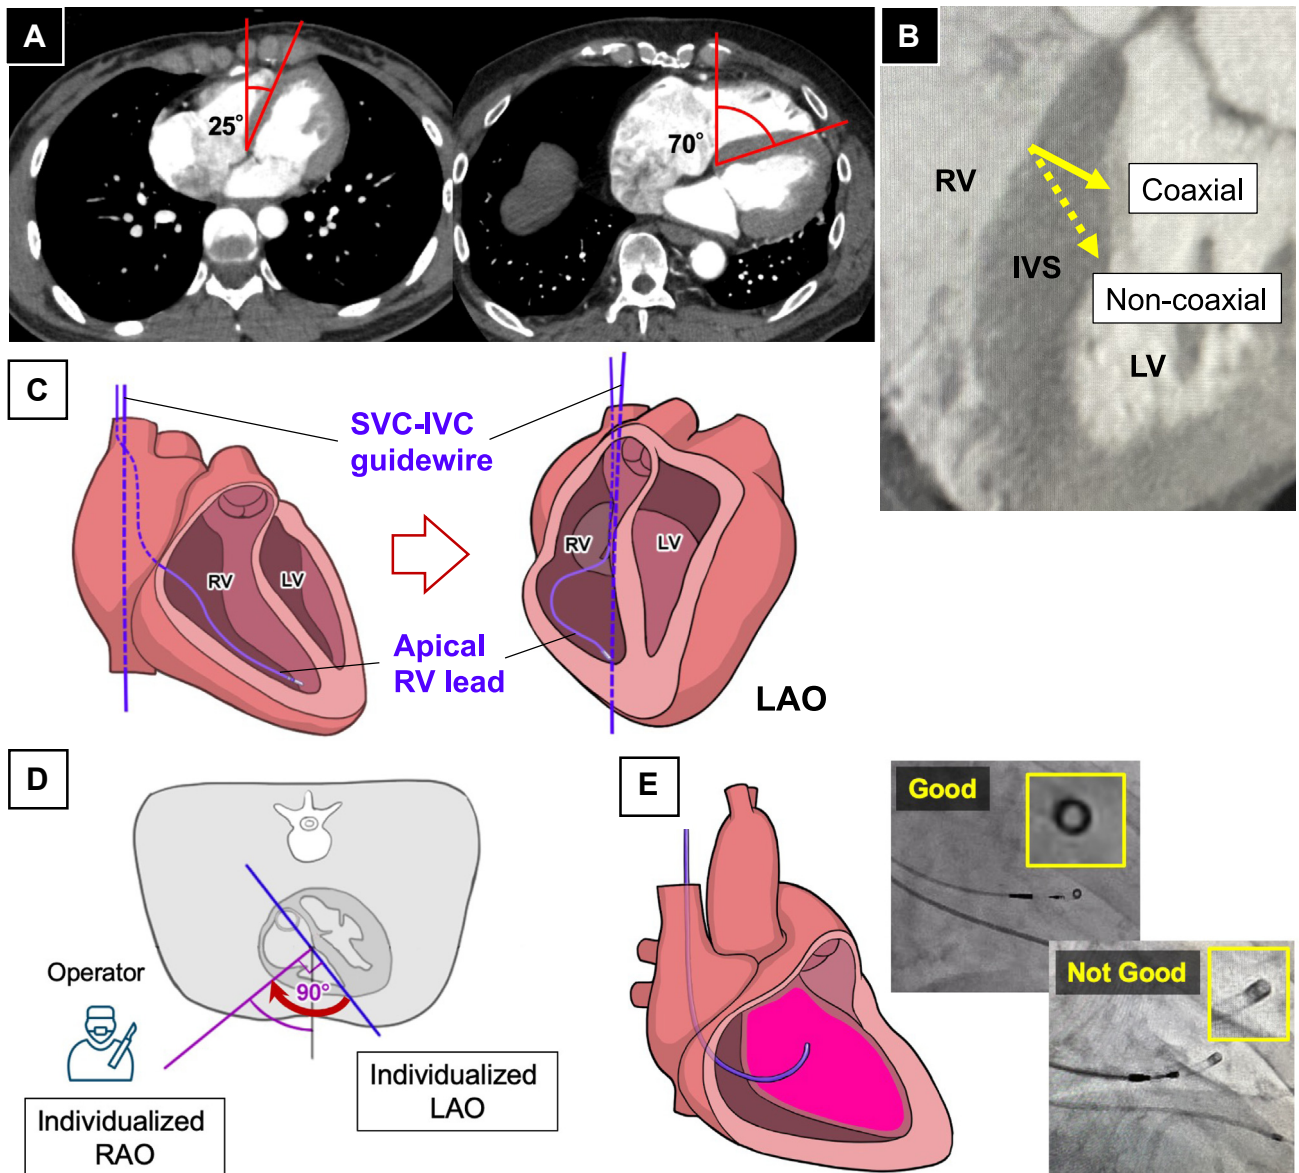 A
25°
70°
B
RV
Coaxial
IVS
Non-coaxial
LV
C
SVC-IVC
guidewire
RV
LV
RV
LV
Apical
RV lead
LAO
D
90°
Operator
Individualized
LAO
Individualized
RAO
E
Good
Not Good